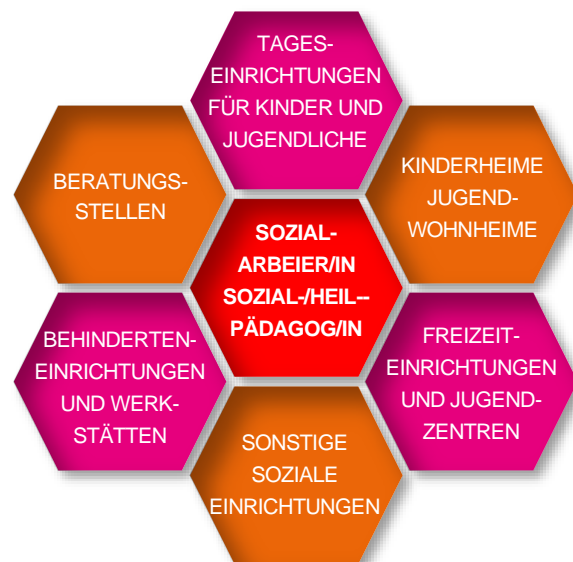 TAGES-
EINRICHTUNGEN
FÜR KINDER UND
JUGENDLICHE
BERATUNGS-
STELLEN
KINDERHEIME
JUGEND-
WOHNHEIME
SOZIAL-
ARBEIER/IN
SOZIAL-/HEIL–
PÄDAGOG/IN
BEHINDERTEN-
EINRICHTUNGEN
UND WERK-
STÄTTEN
FREIZEIT-
EINRICHTUNGEN
UND JUGEND-
ZENTREN
SONSTIGE
SOZIALE
EINRICHTUNGEN